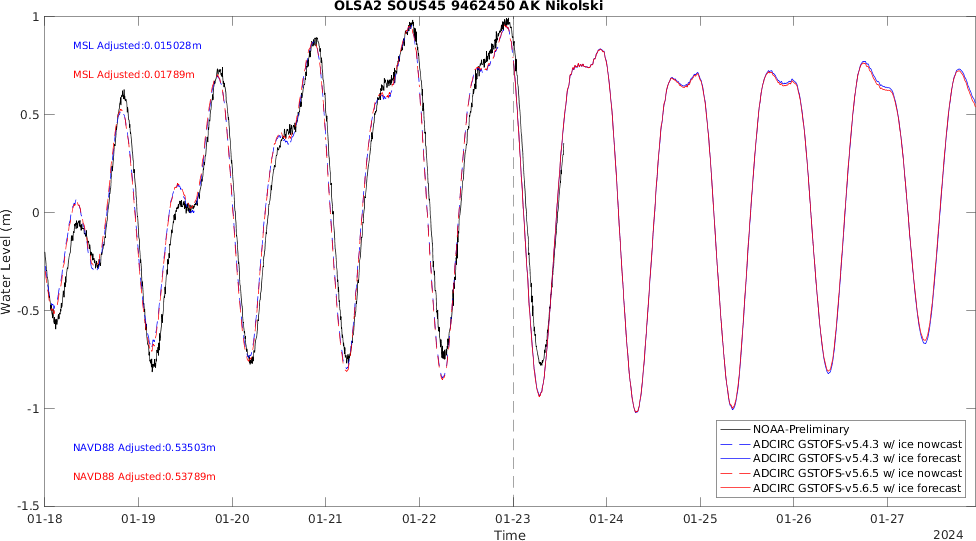 OLSA2 SOUS45 9462450 AK Nikolski
1
0.5
0
-0.5
-1
-1.5
Water Level (m)
MSL Adjusted:0.015028m
MSL Adjusted:0.01789m
NAVD88 Adjusted:0.53503m
NAVD88 Adjusted:0.53789m
NOAA-Preliminary
ADCIRC GSTOFS-v5.4.3 w/ ice nowcast
ADCIRC GSTOFS-v5.4.3 w/ ice forecast
ADCIRC GSTOFS-v5.6.5 w/ ice nowcast
ADCIRC GSTOFS-v5.6.5 w/ ice forecast
01-18 01-19 01-20 01-21 01-22 01-23 01-24 01-25 01-26 01-27
Time
2024